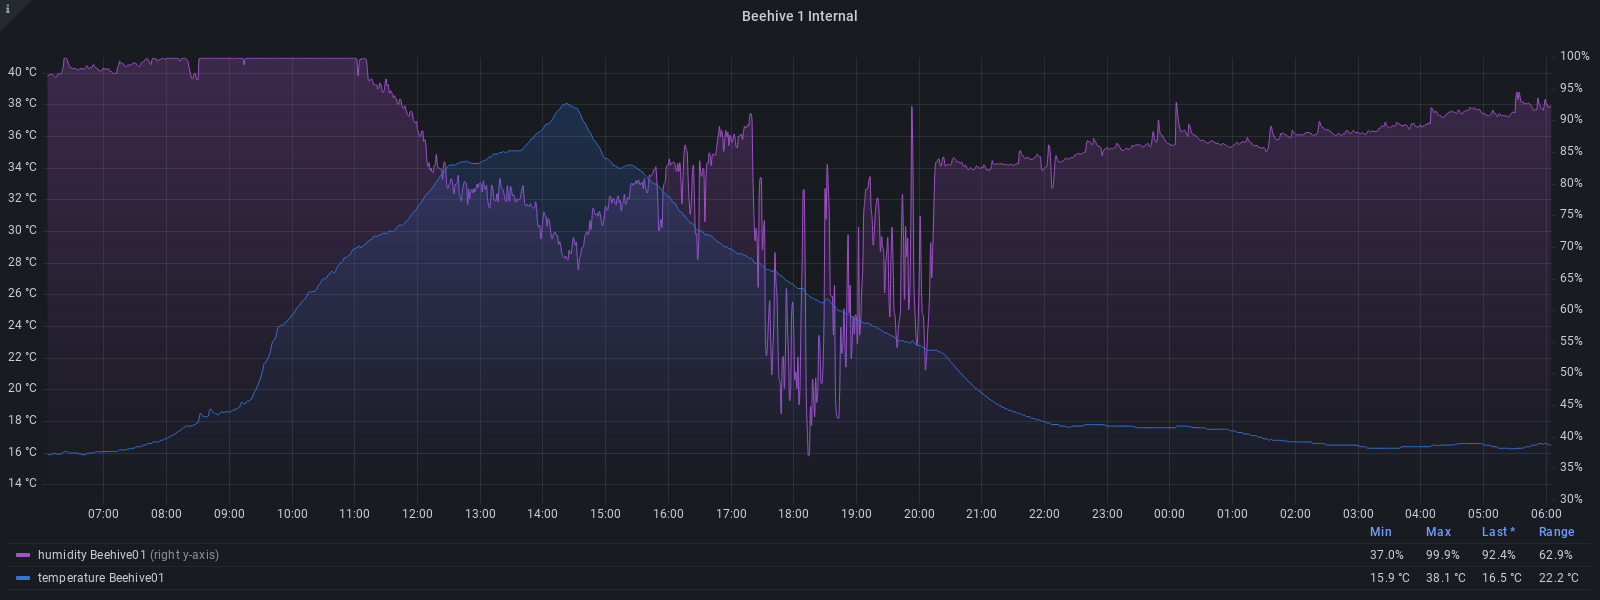 i
Beehive 1 Internal
40 °C
38 °C
36 °C
34 °C
32 °C
30 °C
28 °C
26 °C
24 °C
22 °C
20 °C
18 °C
16 °C
14 °C
100%
95%
90%
85%
80%
75%
70%
65%
60%
55%
50%
45%
40%
35%
30%
07:00 08:00 09:00 10:00 11:00 12:00 13:00 14:00 15:00 16:00 17:00 18:00 19:00 20:00 21:00 22:00 23:00 00:00 01:00 02:00 03:00 04:00 05:00 06:00
Min Max Last * Range
humidity Beehive01 (right y-axis) 37.0% 99.9% 92.4% 62.9%
temperature Beehive01 15.9 °C 38.1 °C 16.5 °C 22.2 °C